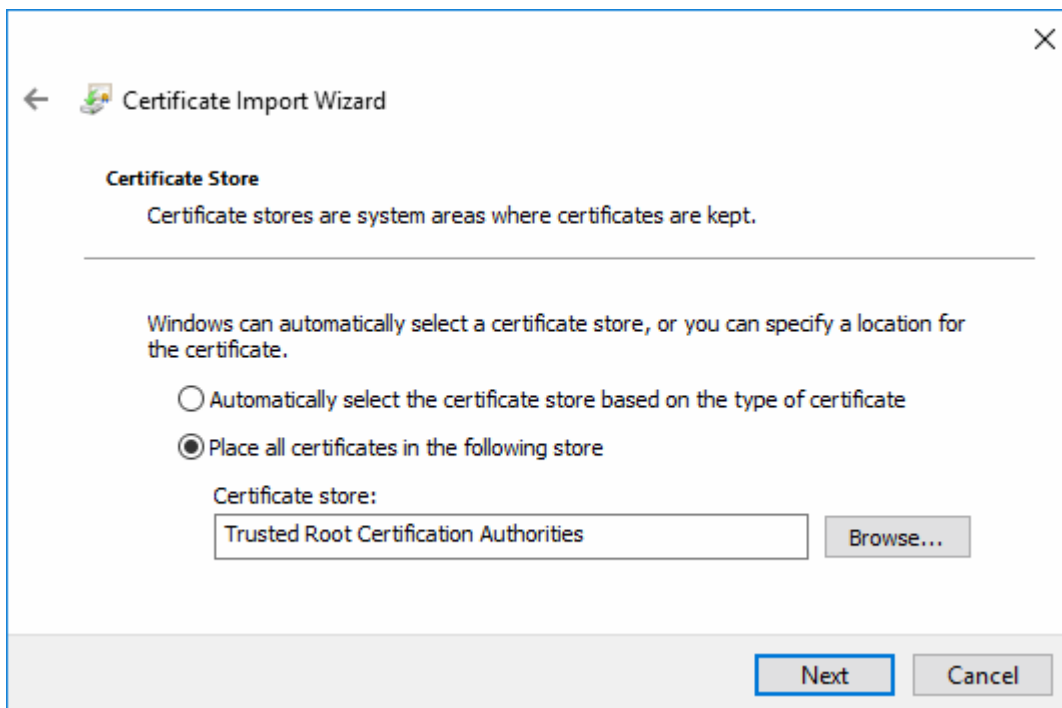 Certificate Import Wizard
Certificate Store
Certificate stores are system areas where certificates are kept.
Windows can automatically select a certificate store, or you can specify a location for
the certificate.
Automatically select the certificate store based on the type of certificate
Place all certificates in the following store
Certificate store:
Trusted Root Certification Authorities
Browse...
Next
Cancel